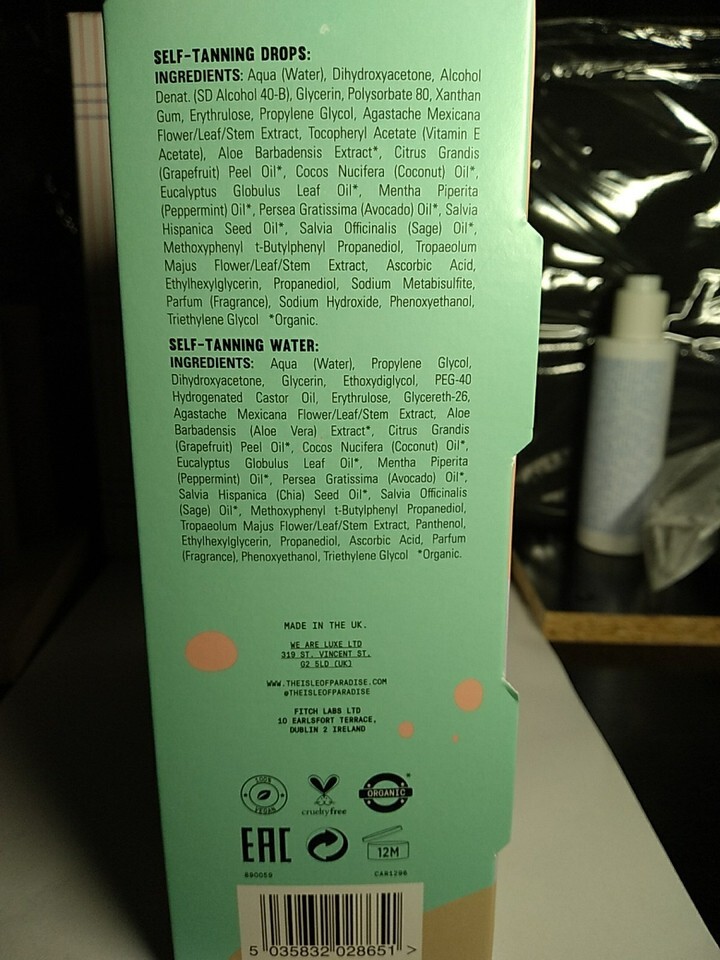 SELF-TANNING DROPS:
INGREDIENTS: Aqua (Water), Dihydroxyacetone, Alcohol
Denat. (SD Alcohol 40-B), Glycerin, Polysorbate 80, Xanthan
Gum, Erythrulose, Propylene Glycol, Agastache Mexicana
Flower/Leaf/Stem Extract, Tocopheryl Acetate (Vitamin E
Acetate), Aloe Barbadensis Extract*, Citrus Grandis
(Grapefruit) Peel Oil*, Cocos Nucifera (Coconut) Oil*,
Eucalyptus Globulus Leaf Oil*, Mentha Piperita
(Peppermint) Oil*, Persea Gratissima (Avocado) Oil*, Salvia
Hispanica Seed Oil*, Salvia Officinalis (Sage) Oil*,
Methoxyphenyl t-Butylphenyl Propanediol, Tropaeolum
Majus Flower/Leaf/Stem Extract, Ascorbic Acid,
Ethylhexylglycerin, Propanediol, Sodium Metabisulfite,
Parfum (Fragrance), Sodium Hydroxide, Phenoxyethanol,
Triethylene Glycol *Organic.
SELF-TANNING WATER:
INGREDIENTS: Aqua (Water), Propylene Glycol,
Dihydroxyacetone, Glycerin, Ethoxydiglycol, PEG-40
Hydrogenated Castor Oil, Erythrulose, Glycereth-26,
Agastache Mexicana Flower/Leaf/Stem Extract, Aloe
Barbadensis (Aloe Vera) Extract*, Citrus Grandis
(Grapefruit) Peel Oil*, Cocos Nucifera (Coconut) Oil*,
Eucalyptus Globulus Leaf Oil*, Mentha Piperita
(Peppermint) Oil*, Persea Gratissima (Avocado) Oil*,
Salvia Hispanica (Chia) Seed Oil*, Salvia Officinalis
(Sage) Oil*, Methoxyphenyl t-Butylphenyl Propanediol,
Tropaeolum Majus Flower/Leaf/Stem Extract, Panthenol,
Ethylhexylglycerin, Propanediol, Ascorbic Acid, Parfum
(Fragrance), Phenoxyethanol, Triethylene Glycol *Organic.
MADE IN THE UK.
WE ARE LUXE LTD
319 ST. VINCENT ST.
G2 5LD (UK)
WWW.THEISLEOFPARADISE.COM
@THEISLEOFPARADISE
FITCH LABS LTD
10 EARLSFORT TERRACE,
DUBLIN 2 IRELAND
100% VEGAN
crueltyfree
ORGANIC*
EAC
12M
690059 CAR1296
5 035832 028651 >